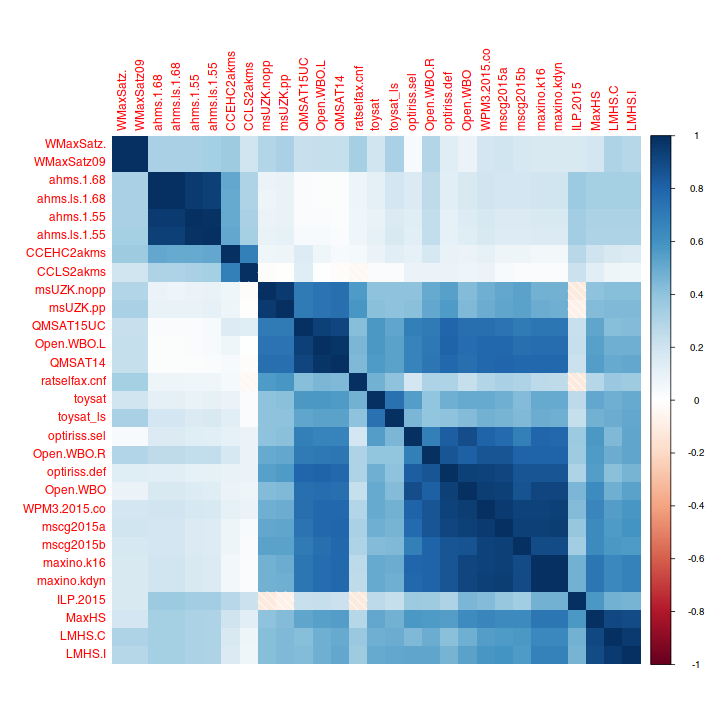 WMaxSatz.
WMaxSatz09
ahms.1.68
ahms.ls.1.68
ahms.1.55
ahms.ls.1.55
CCEHC2akms
CCLS2akms
msUZK.nopp
msUZK.pp
QMSAT15UC
Open.WBO.L
QMSAT14
ratselfax.cnf
toysat
toysat_ls
optiriss.sel
Open.WBO.R
optiriss.def
Open.WBO
WPM3.2015.co
mscg2015a
mscg2015b
maxino.k16
maxino.kdyn
ILP.2015
MaxHS
LMHS.C
LMHS.I
WMaxSatz.
WMaxSatz09
ahms.1.68
ahms.ls.1.68
ahms.1.55
ahms.ls.1.55
CCEHC2akms
CCLS2akms
msUZK.nopp
msUZK.pp
QMSAT15UC
Open.WBO.L
QMSAT14
ratselfax.cnf
toysat
toysat_ls
optiriss.sel
Open.WBO.R
optiriss.def
Open.WBO
WPM3.2015.co
mscg2015a
mscg2015b
maxino.k16
maxino.kdyn
ILP.2015
MaxHS
LMHS.C
LMHS.I
1
0.8
0.6
0.4
0.2
0
-0.2
-0.4
-0.6
-0.8
-1